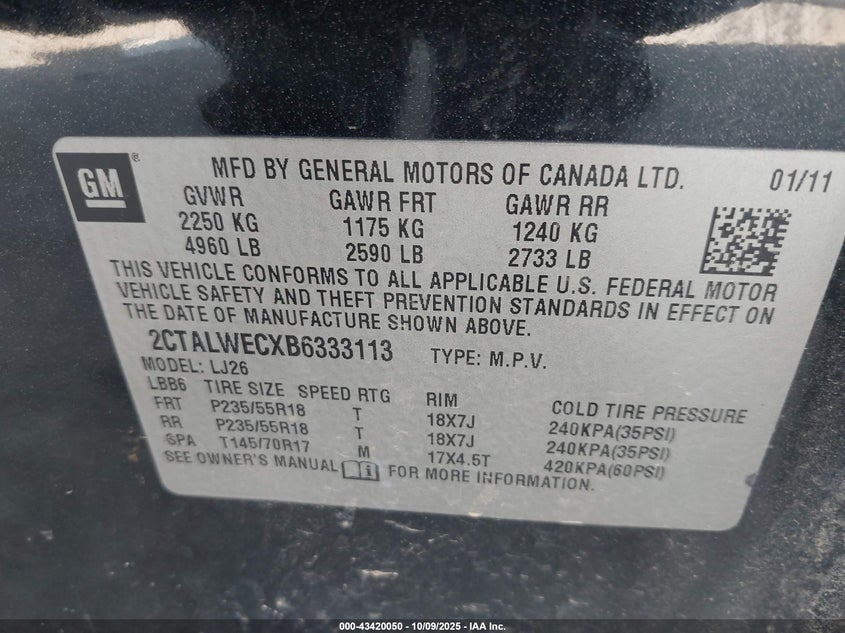 GM ® MFD BY GENERAL MOTORS OF CANADA LTD. 01/11
GVWR GAWR FRT GAWR RR
2250 KG 1175 KG 1240 KG
4960 LB 2590 LB 2733 LB
THIS VEHICLE CONFORMS TO ALL APPLICABLE U.S. FEDERAL MOTOR
VEHICLE SAFETY AND THEFT PREVENTION STANDARDS IN EFFECT ON
THE DATE OF MANUFACTURE SHOWN ABOVE.
2CTALWECXB6333113 TYPE: M.P.V.
MODEL: LJ26
LBB6 TIRE SIZE SPEED RTG RIM COLD TIRE PRESSURE
FRT P235/55R18 T 18X7J 240KPA(35PSI)
RR P235/55R18 T 18X7J 240KPA(35PSI)
SPA T145/70R17 M 17X4.5T 420KPA(60PSI)
SEE OWNER'S MANUAL i FOR MORE INFORMATION.
000-43420050 - 10/09/2025 - IAA Inc.